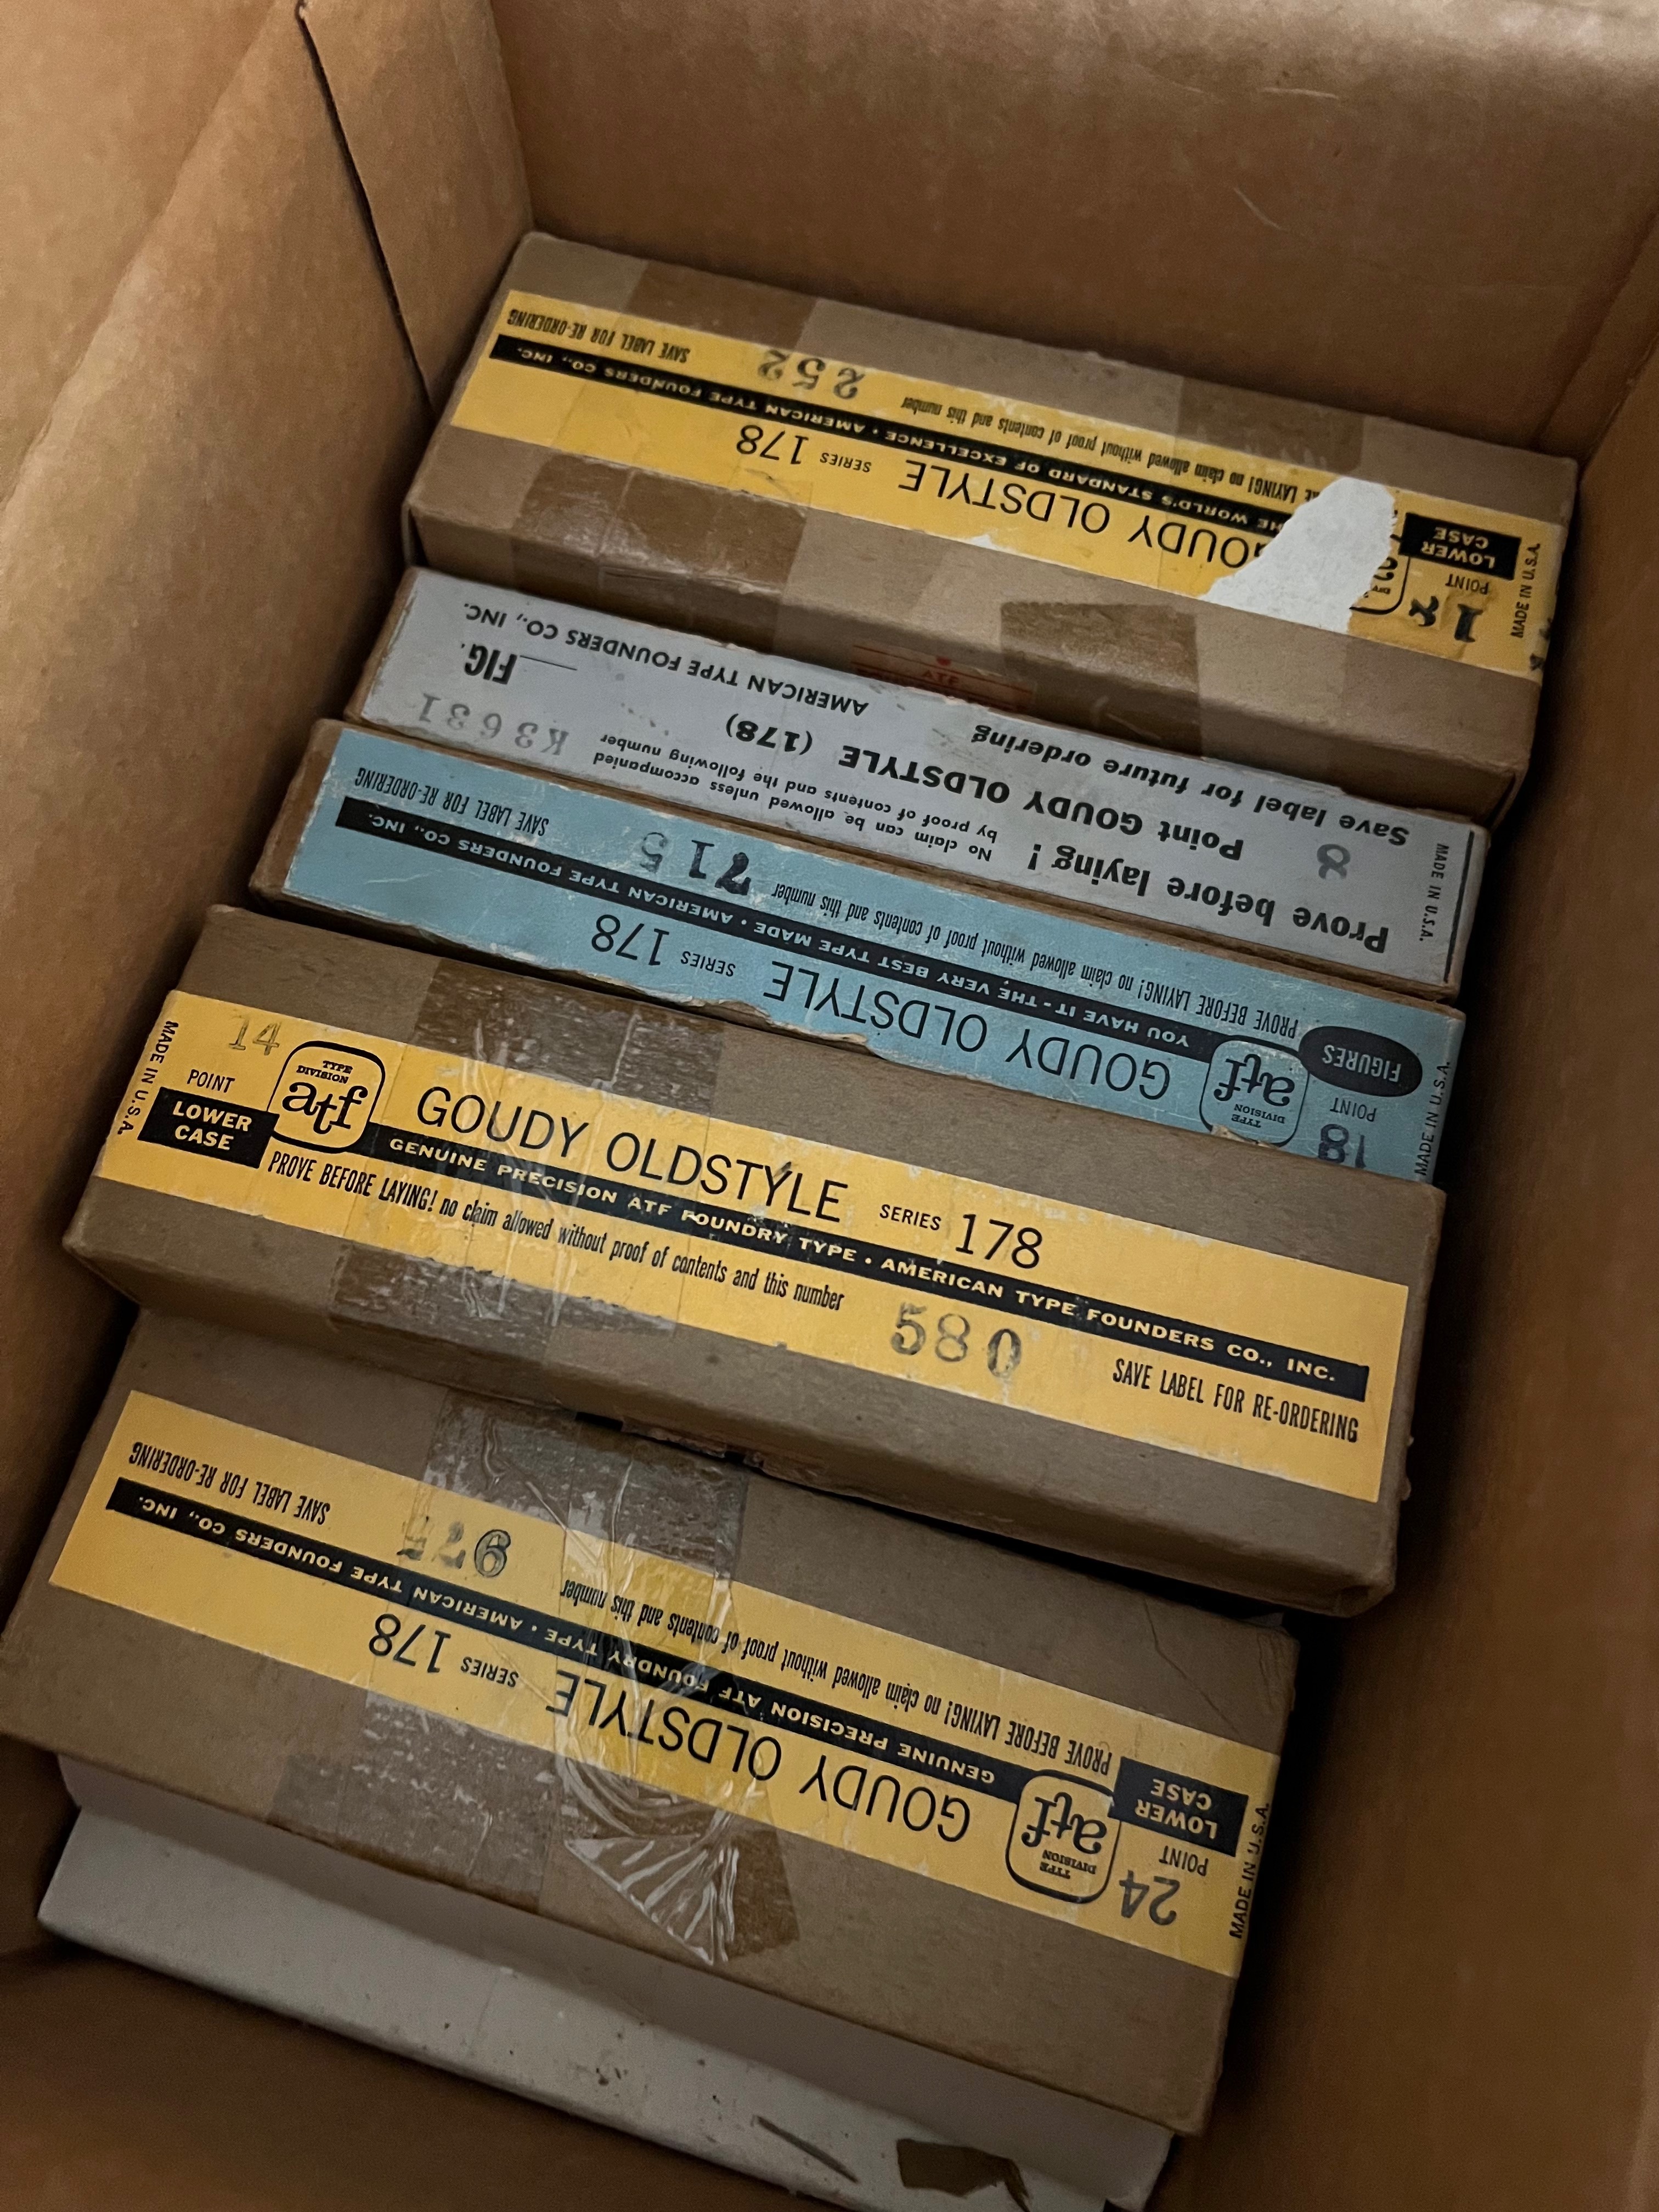 SAVE LABEL FOR RE-ORDERING
252
LAYING! no claim allowed without proof of contents and this number
THE WORLD'S STANDARD OF EXCELLENCE • AMERICAN TYPE FOUNDERS CO., INC.
GOUDY OLDSTYLE SERIES 178
LOWER
CASE
POINT
18
MADE IN U.S.A.
ATF
Prove before laying!
No claim can be allowed unless accompanied
by proof of contents and the following number
K3631
8 Point GOUDY OLDSTYLE (178) FIG.
Save label for future ordering
AMERICAN TYPE FOUNDERS CO., INC.
MADE IN U.S.A.
FIGURES
PROVE BEFORE LAYING! no claim allowed without proof of contents and this number
715
SAVE LABEL FOR RE-ORDERING
YOU HAVE IT - THE VERY BEST TYPE MADE • AMERICAN TYPE FOUNDERS CO., INC.
GOUDY OLDSTYLE SERIES 178
atf
TYPE
DIVISION
18
POINT
MADE IN U.S.A.
MADE IN U.S.A.
14
POINT
LOWER
CASE
TYPE
DIVISION
atf
GOUDY OLDSTYLE SERIES 178
GENUINE PRECISION ATF FOUNDRY TYPE • AMERICAN TYPE FOUNDERS CO., INC.
PROVE BEFORE LAYING! no claim allowed without proof of contents and this number
580
SAVE LABEL FOR RE-ORDERING
24
POINT
LOWER
CASE
TYPE
DIVISION
atf
GOUDY OLDSTYLE SERIES 178
GENUINE PRECISION ATF FOUNDRY TYPE • AMERICAN TYPE FOUNDERS CO., INC.
PROVE BEFORE LAYING! no claim allowed without proof of contents and this number
SAVE LABEL FOR RE-ORDERING
MADE IN U.S.A.